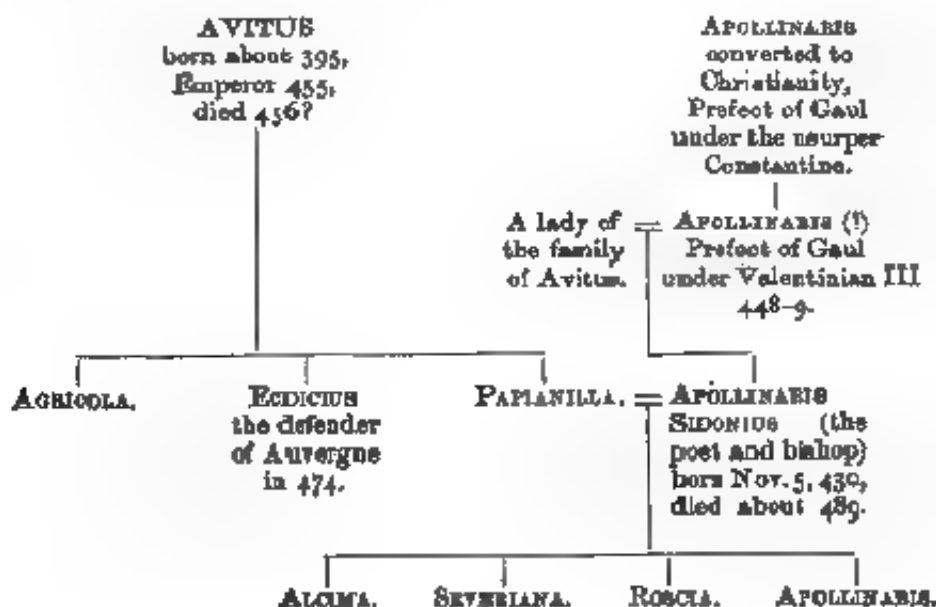 AVITUS
born about 395,
Emperor 455,
died 456?
APOLLINARIS
converted to
Christianity,
Prefect of Gaul
under the usurper
Constantine.
A lady of
the family
of Avitus.
=
APOLLINARIS (?)
Prefect of Gaul
under Valentinian III
448-9.
AGRICOLA.
ECDICIUS
the defender
of Auvergne
in 474.
PAPIANILLA.
=
APOLLINARIS
SIDONIUS (the
poet and bishop)
born Nov. 5, 430,
died about 489.
ALCIMA.
SEVERIANA.
ROSCIA.
APOLLINARIS.